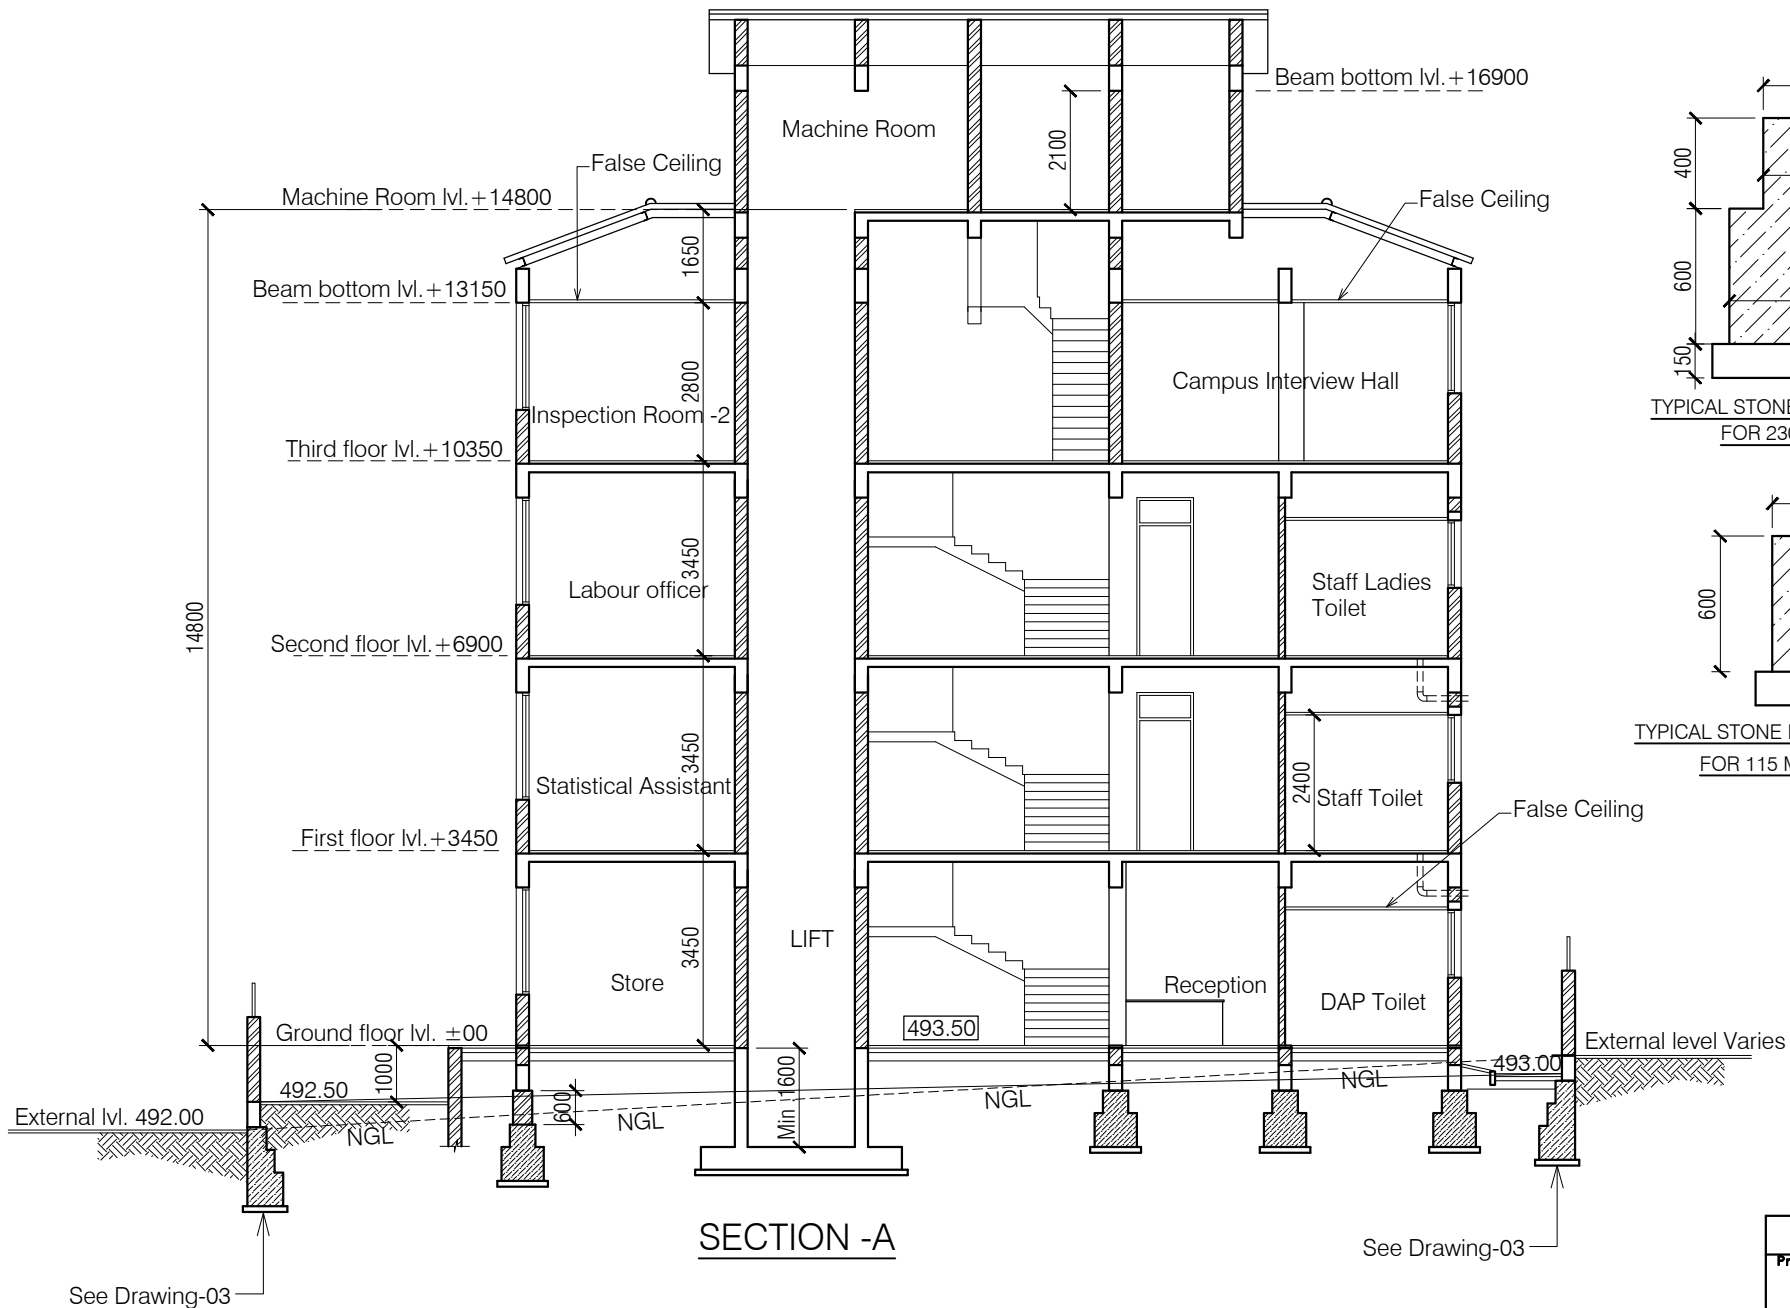 Beam bottom lvl.+16900
Machine Room
2100
False Ceiling
Machine Room lvl.+14800
False Ceiling
1650
Beam bottom lvl.+13150
2800
Campus Interview Hall
Inspection Room -2
Third floor lvl.+10350
14800
3450
Labour officer
Staff Ladies
Toilet
Second floor lvl.+6900
3450
Statistical Assistant
2400
Staff Toilet
False Ceiling
First floor lvl.+3450
3450
LIFT
Store
Reception
DAP Toilet
493.50
Ground floor lvl. ±00
External level Varies
1000
492.50
493.00
External lvl. 492.00
NGL
600
NGL
Min 1600
NGL
NGL
SECTION -A
See Drawing-03
See Drawing-03
400
600
150
TYPICAL STONE
FOR 230
600
TYPICAL STONE
FOR 115 M
Pr